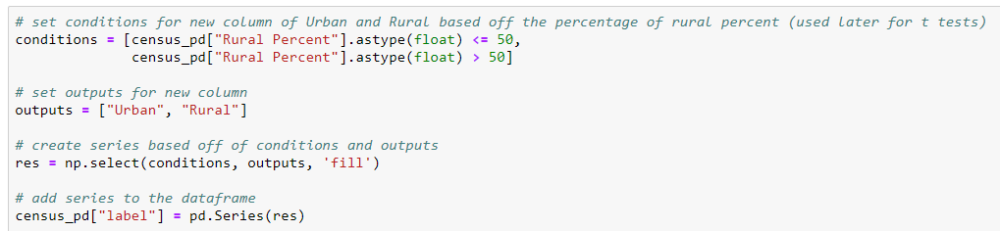 # set conditions for new column of Urban and Rural based off the percentage of rural percent (used later for t tests)
conditions = [census_pd["Rural Percent"].astype(float) <= 50,
              census_pd["Rural Percent"].astype(float) > 50]
# set outputs for new column
outputs = ["Urban", "Rural"]
# create series based off of conditions and outputs
res = np.select(conditions, outputs, 'fill')
# add series to the dataframe
census_pd["label"] = pd.Series(res)